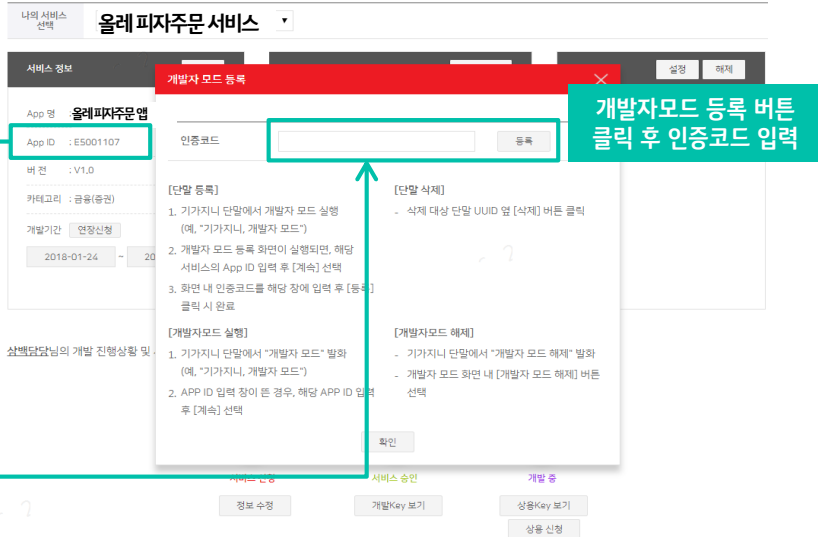 나의 서비스
선택
올레 피자주문 서비스
서비스 정보
설정 해제
개발자 모드 등록
개발자모드 등록 버튼
클릭 후 인증코드 입력
App 명 : 올레피자주문 앱
App ID : E5001107
버 전 : V1.0
카테고리 : 금융(증권)
개발기간 연장신청
2018-01-24 ~ 20
인증코드 등록
[단말 등록]
1. 기가지니 단말에서 개발자 모드 실행
(예, "기가지니, 개발자 모드")
2. 개발자 모드 등록 화면이 실행되면, 해당
서비스의 App ID 입력 후 [계속] 선택
3. 화면 내 인증코드를 해당 창에 입력 후 [등록]
클릭 시 완료
[단말 삭제]
- 삭제 대상 단말 UUID 옆 [삭제] 버튼 클릭
[개발자모드 실행]
1. 기가지니 단말에서 "개발자 모드" 발화
(예, "기가지니, 개발자 모드")
2. APP ID 입력 창이 뜬 경우, 해당 APP ID 입력
후 [계속] 선택
[개발자모드 해제]
- 기가지니 단말에서 "개발자 모드 해제" 발화
- 개발자 모드 화면 내 [개발자 모드 해제] 버튼
선택
확인
삼백담당님의 개발 진행상황 및
서비스 신청 서비스 승인 개발 중
정보 수정 개발Key 보기 상용Key 보기
상용 신청